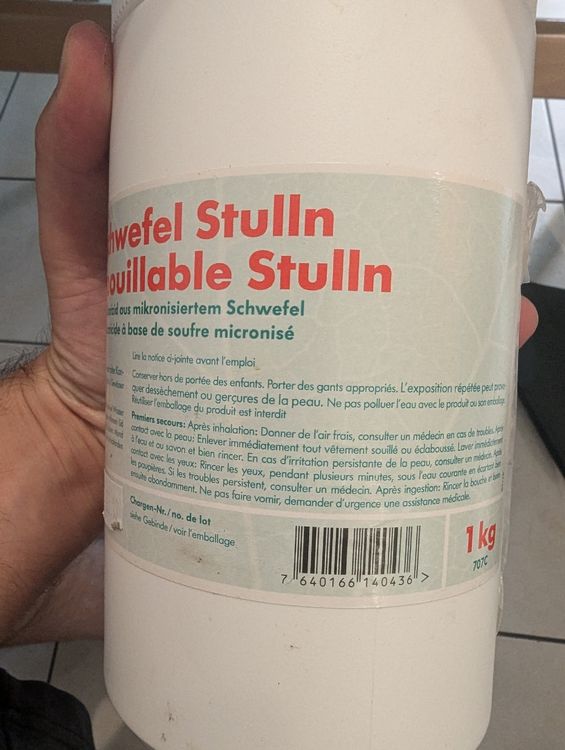 Stulln
Stulln
aus mikronisiertem Schwefel
à base de soufre micronisé
Lire la notice ci-jointe avant l'emploi
Conserver hors de portée des enfants. Porter des gants appropriés. L'exposition répétée peut
quer dessèchement ou gerçures de la peau. Ne pas polluer l'eau avec le produit ou son emballage.
Réutiliser l'emballage du produit est interdit
Premiers secours: Après inhalation: Donner de l'air frais, consulter un médecin en cas de troubles. Après
contact avec la peau: Enlever immédiatement tout vêtement souillé ou éclaboussé. Laver immédiatement
à l'eau et au savon et bien rincer. En cas d'irritation persistante de la peau, consulter un médecin. Après
contact avec les yeux: Rincer les yeux, pendant plusieurs minutes, sous l'eau courante en écartant bien
les paupières. Si les troubles persistent, consulter un médecin. Après ingestion: Rincer la bouche et boire
ensuite abondamment. Ne pas faire vomir, demander d'urgence une assistance médicale.
Chargen-Nr./no. de lot
siehe Gebinde/voir l'emballage
7 640166 140436 >
1 kg
707C